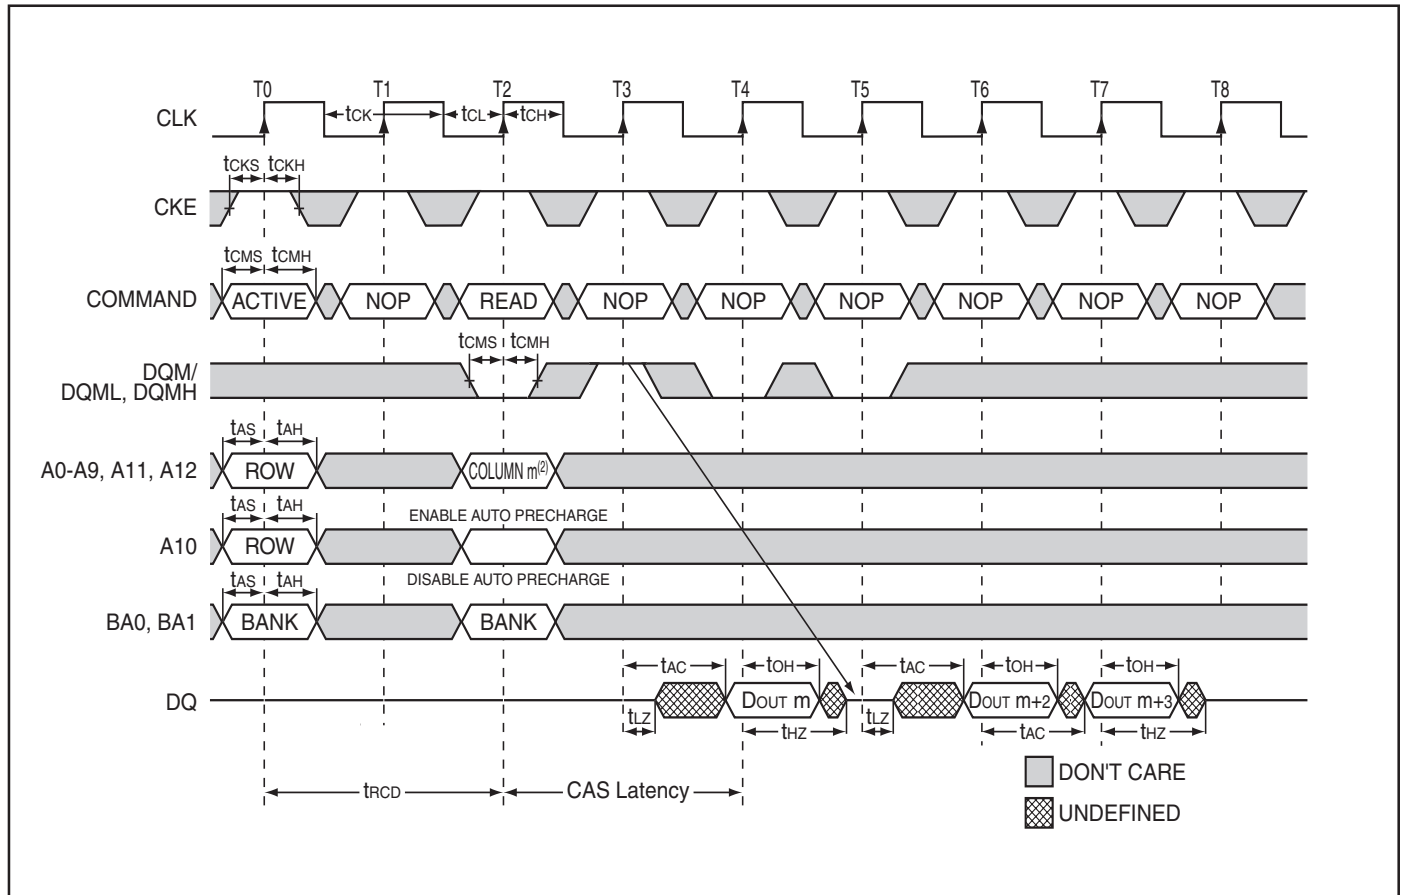 T0 T1 T2 T3 T4 T5 T6 T7 T8
CLK
tCK tCL tCH
tCKS tCKH
CKE
tCMS tCMH
COMMAND ACTIVE NOP READ NOP NOP NOP NOP NOP NOP
tCMS tCMH
DQM/
DQML, DQMH
tAS tAH
A0-A9, A11, A12 ROW COLUMN m(2)
tAS tAH ENABLE AUTO PRECHARGE
A10 ROW
tAS tAH DISABLE AUTO PRECHARGE
BA0, BA1 BANK BANK
tAC tOH tAC tOH tOH
DQ DOUT m DOUT m+2 DOUT m+3
tLZ tHZ tLZ tAC tHZ
DON'T CARE
tRCD CAS Latency
UNDEFINED